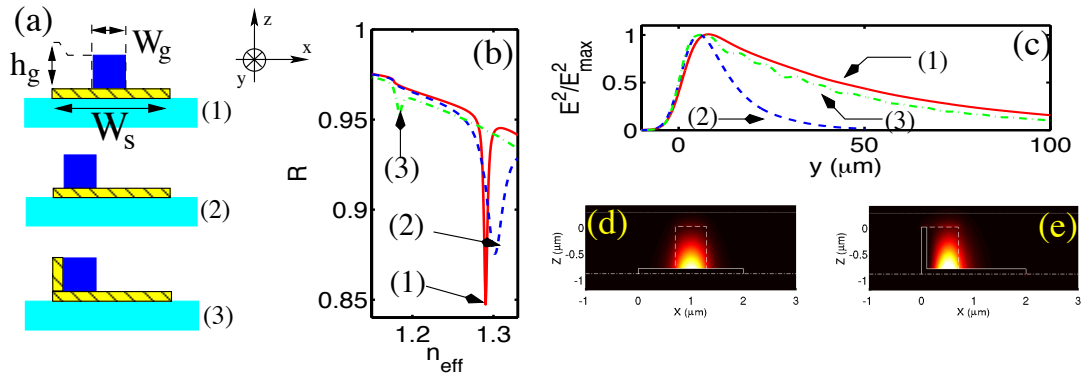 (a)
z
x
y
W_g
h_g
W_s
(1)
(2)
(3)
(b)
R
1
0.95
0.9
0.85
1.2
1.3
n_eff
(3)
(2)
(1)
(c)
E²/E²_max
1
0.5
0
0
50
100
y (μm)
(1)
(2)
(3)
(d)
Z (μm)
0
-0.5
-1
-1
0
1
2
3
X (μm)
(e)
Z (μm)
0
-0.5
-1
-1
0
1
2
3
X (μm)